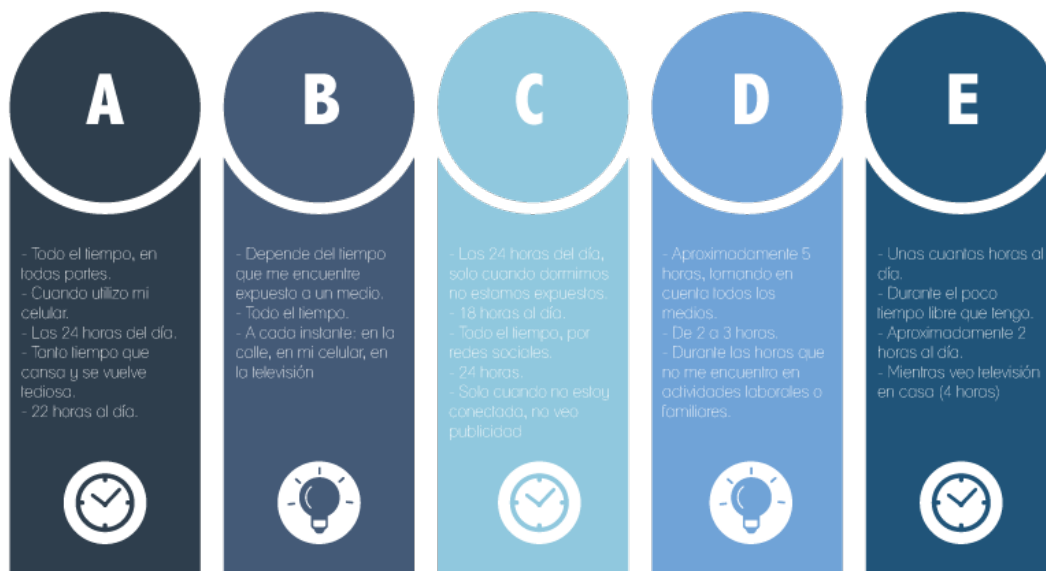 A
- Todo el tiempo, en
todas partes.
- Cuando utilizo mi
celular.
- Las 24 horas del día.
- Tanto tiempo que
cansa y se vuelve
tediosa.
- 22 horas al día.
B
- Depende del tiempo
que me encuentre
expuesto a un medio.
- Todo el tiempo.
- A cada instante: en la
calle, en mi celular, en
la televisión
C
- Las 24 horas del día,
solo cuando dormimos
no estamos expuestos.
- 18 horas al día.
- Todo el tiempo, por
redes sociales.
- 24 horas.
- Solo cuando no estoy
conectada, no veo
publicidad
D
- Aproximadamente 5
horas, tomando en
cuenta todos los
medios.
- De 2 a 3 horas.
- Durante las horas que
no me encuentro en
actividades laborales o
familiares.
E
- Unas cuantas horas al
día.
- Durante el poco
tiempo libre que tengo.
- Aproximadamente 2
horas al día.
- Mientras veo televisión
en casa (4 horas)